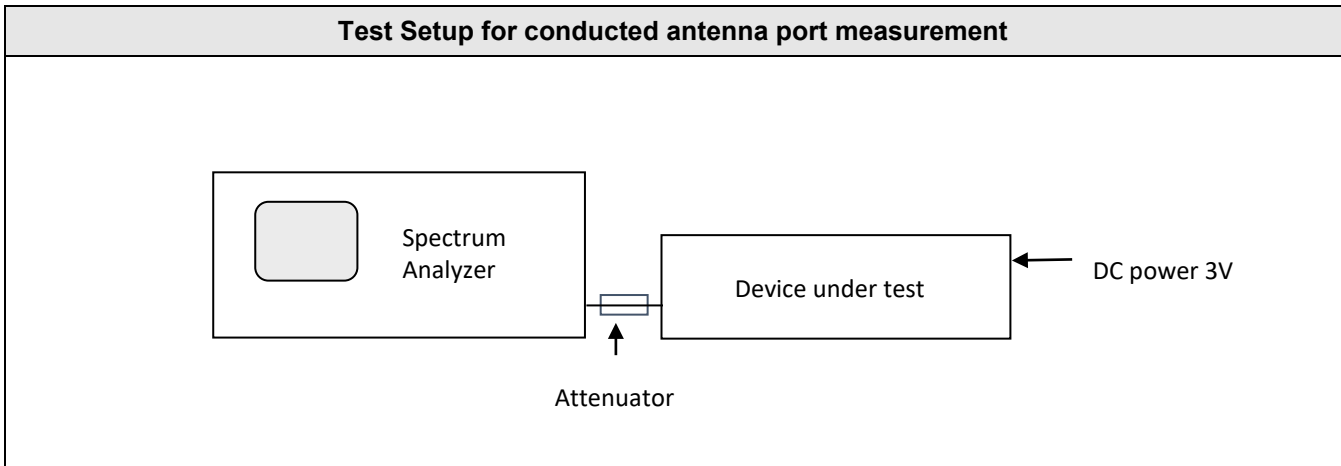 Test Setup for conducted antenna port measurement
Spectrum
Analyzer
Device under test
DC power 3V
Attenuator